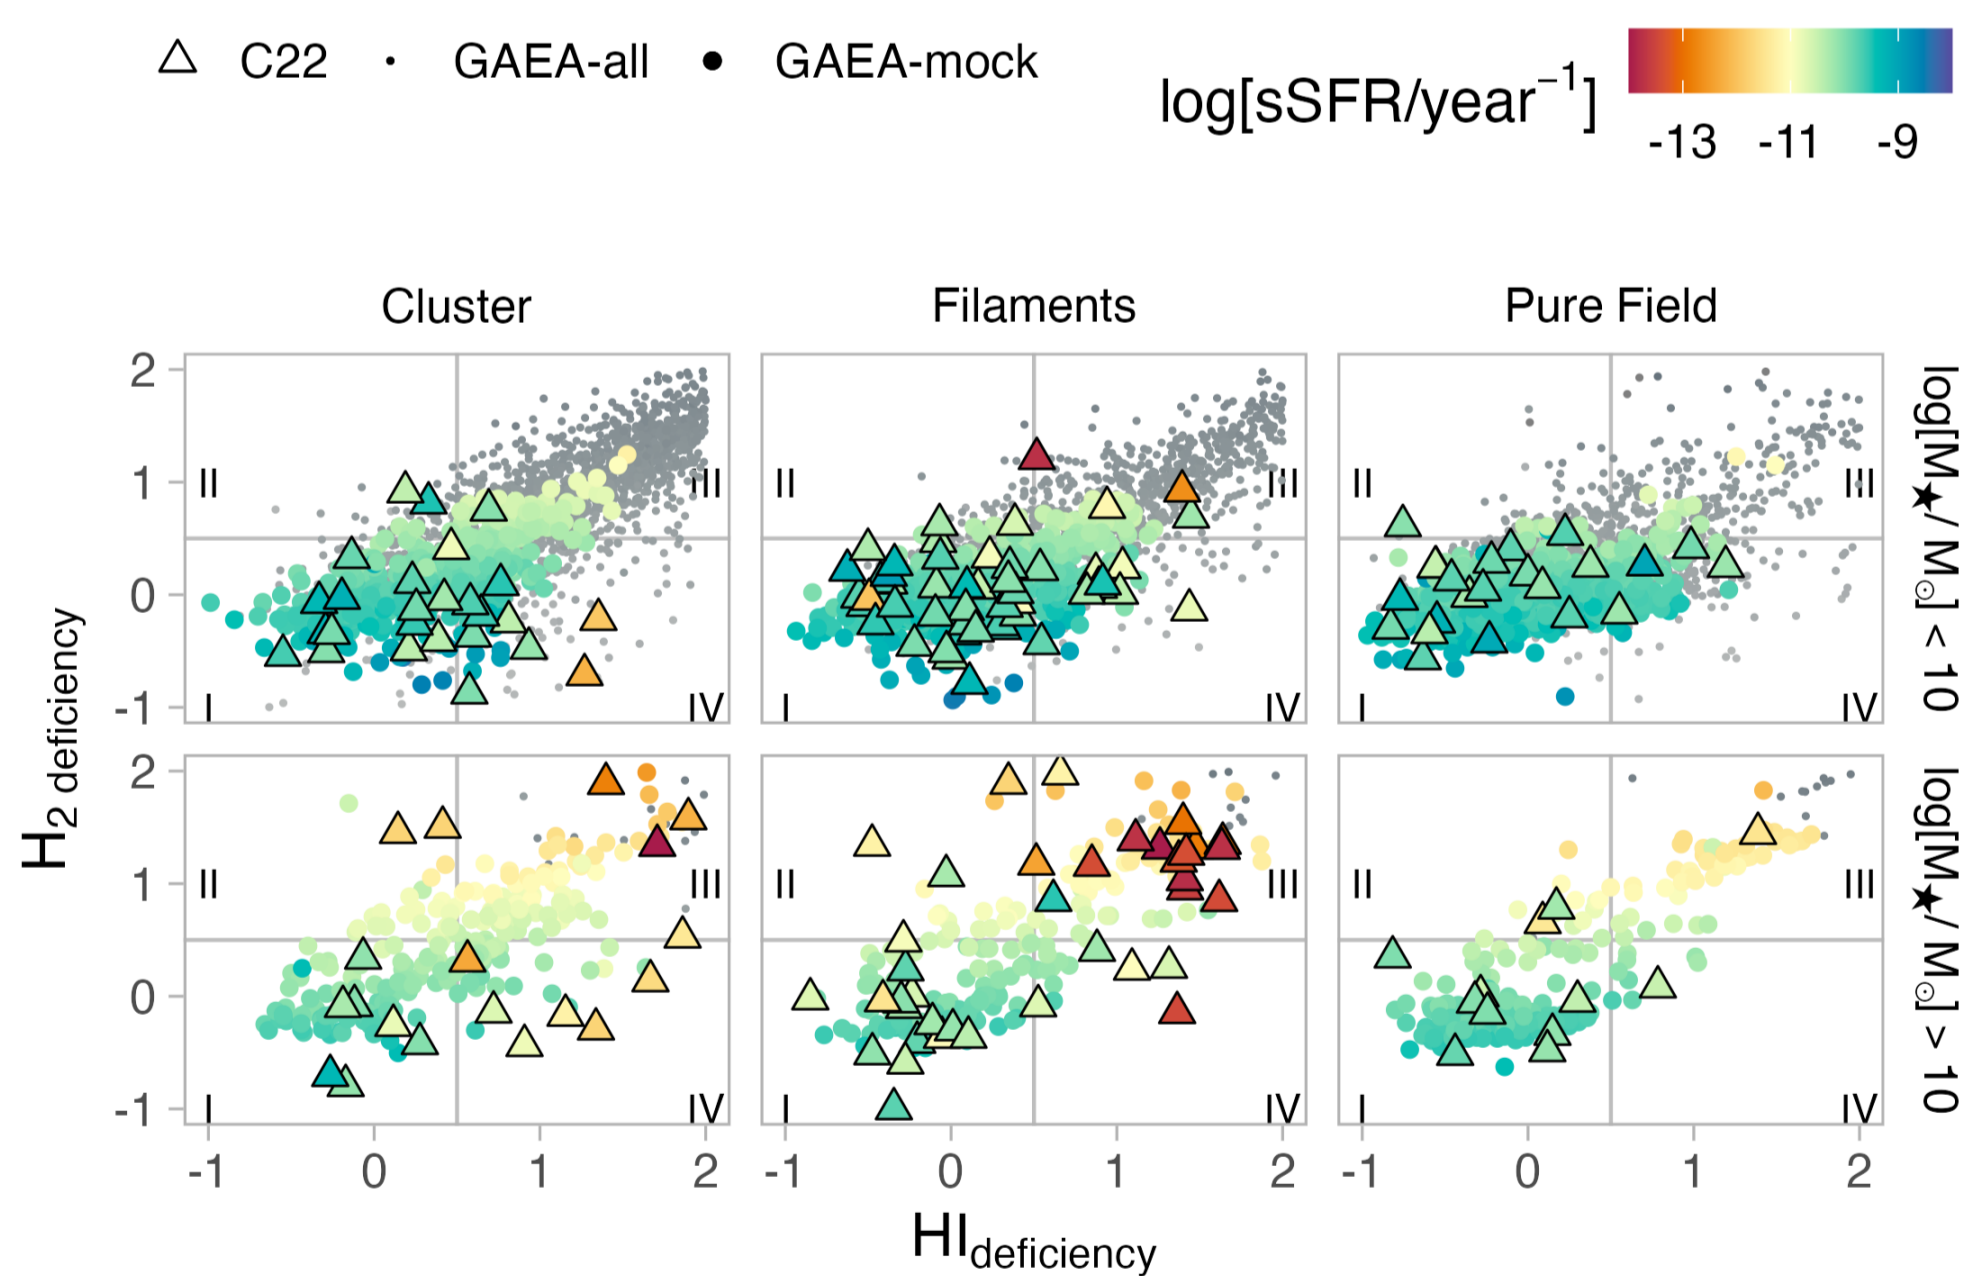 C22 GAEA-all GAEA-mock
log[sSFR/year⁻¹]
-13 -11 -9
Cluster Filaments Pure Field
2
1
0
-1
II III
I IV
II III
I IV
II III
I IV
log[M★/ M☉] < 10
H₂ deficiency
2
1
0
-1
II III
I IV
II III
I IV
II III
I IV
log[M★/ M☉] > 10
-1 0 1 2
-1 0 1 2
-1 0 1 2
HI deficiency